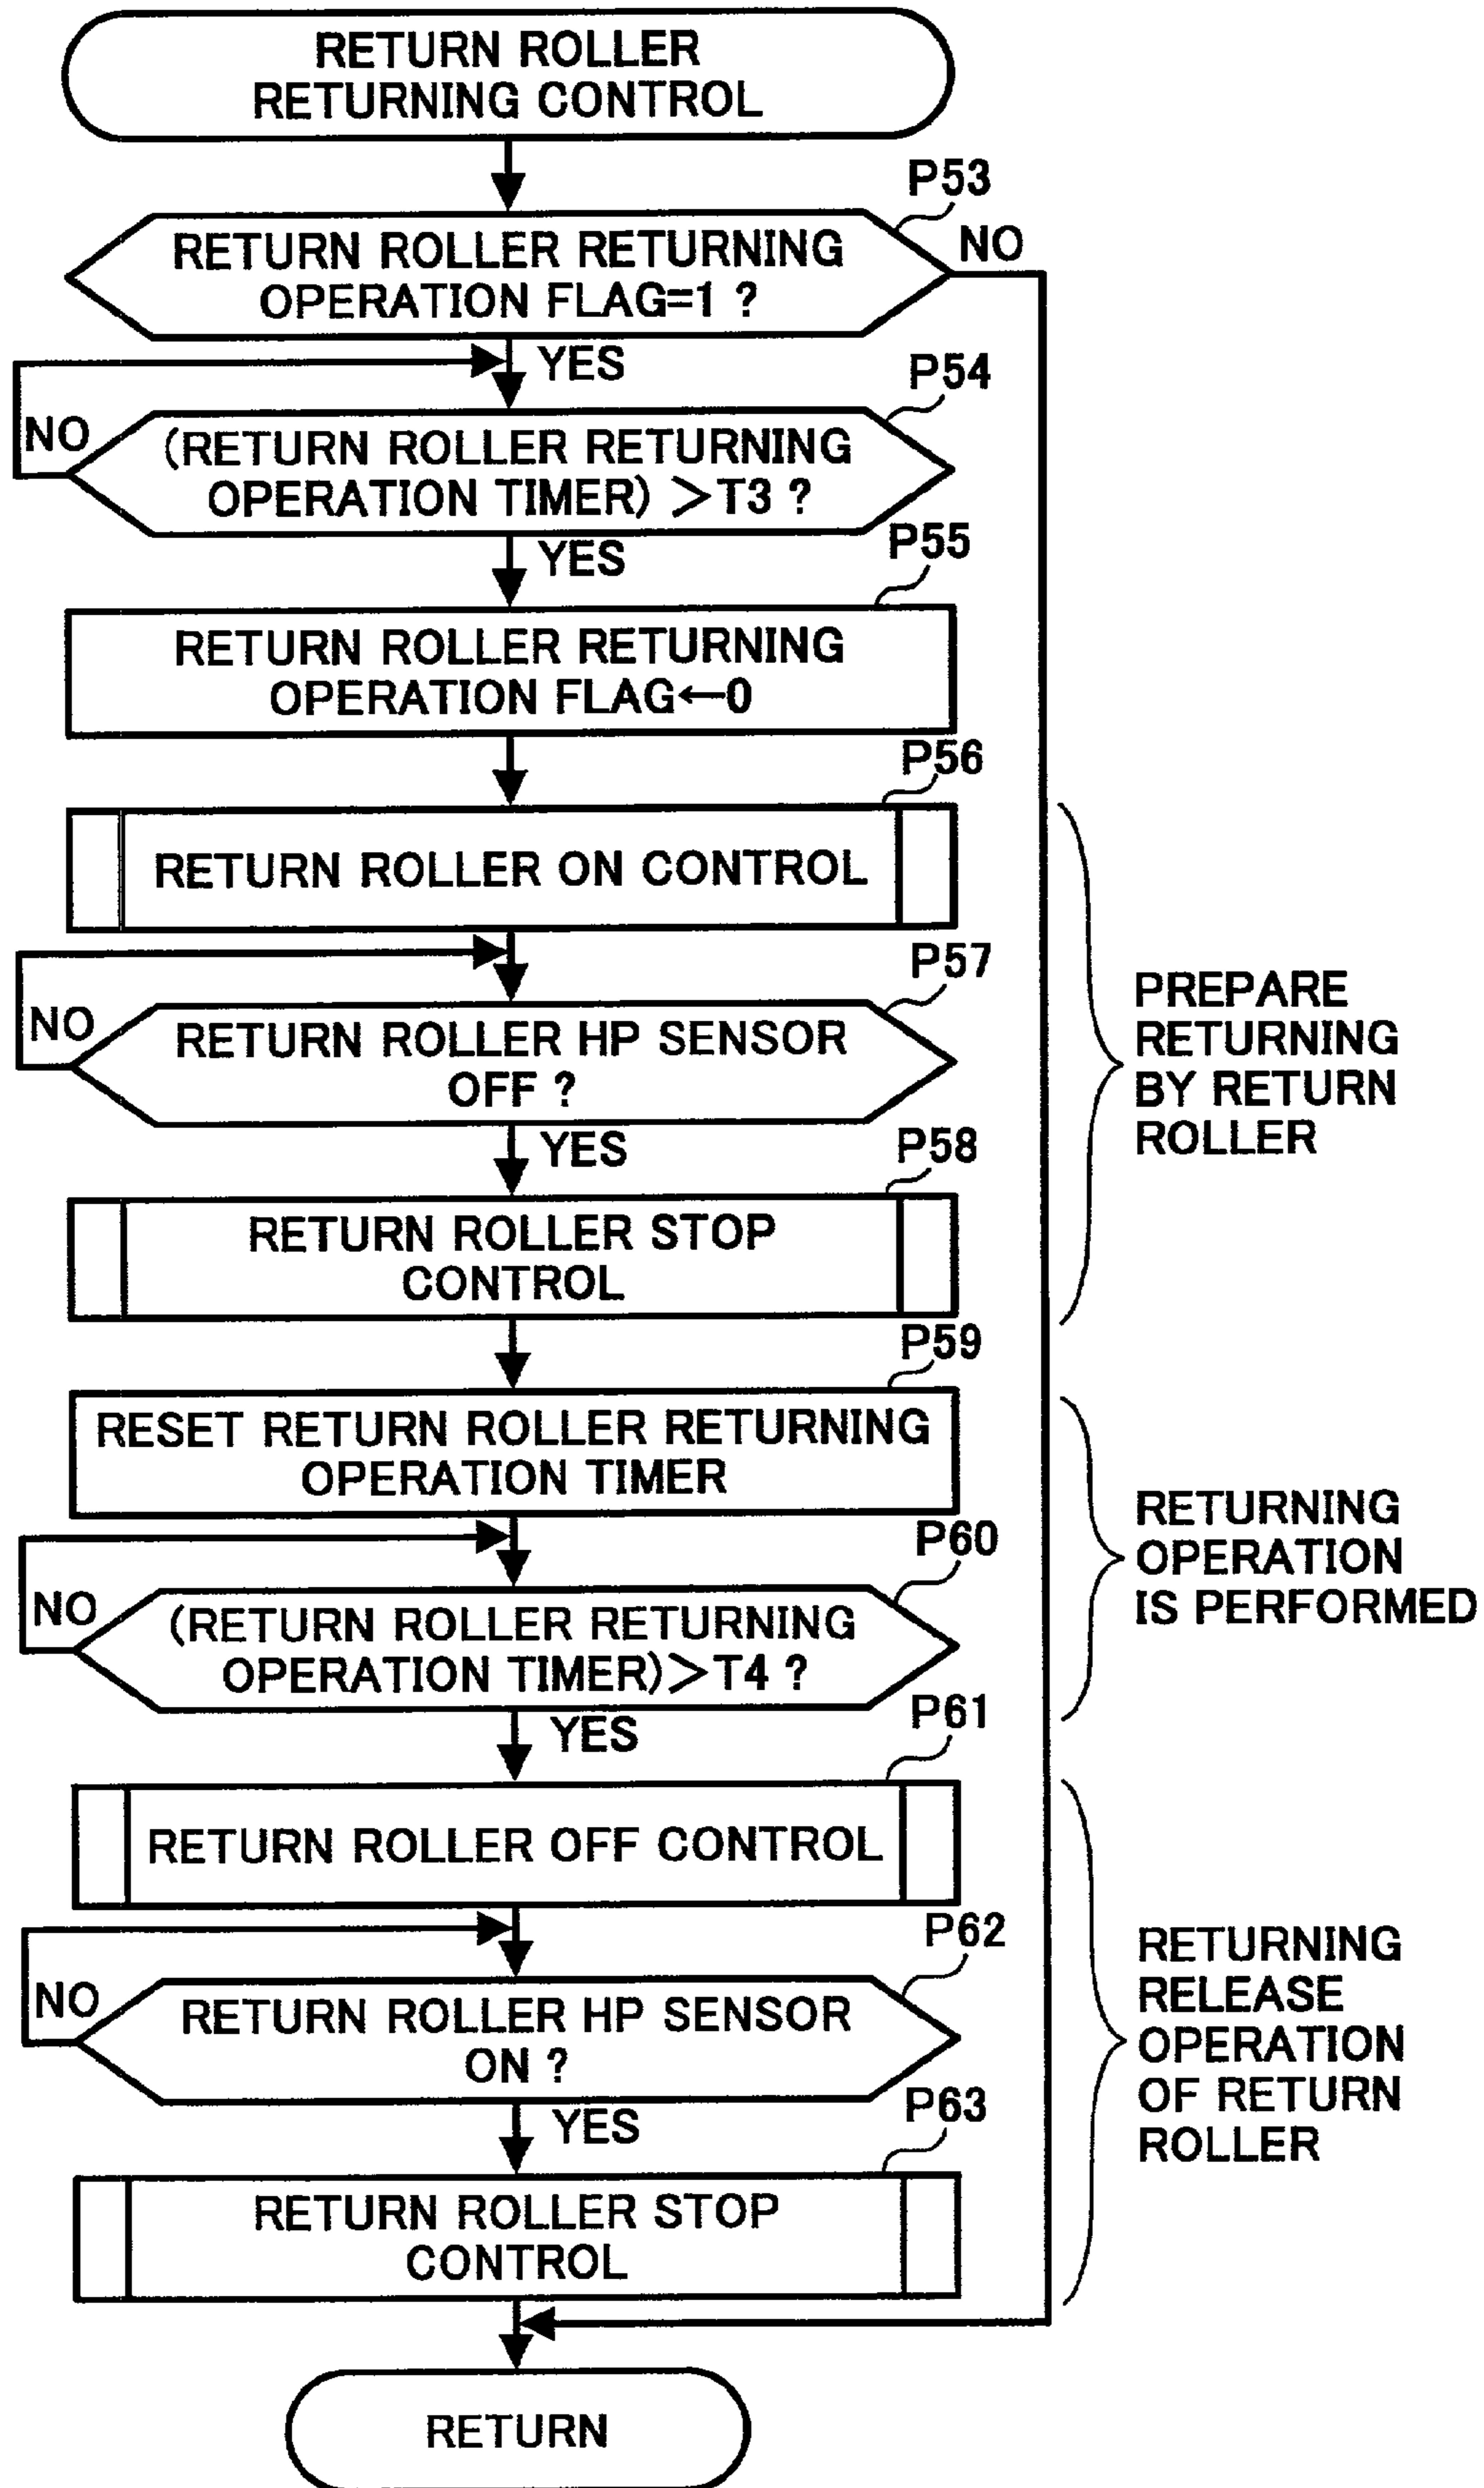 RETURN ROLLER
RETURNING CONTROL
P53
RETURN ROLLER RETURNING
OPERATION FLAG=1 ?
NO
YES
P54
NO
(RETURN ROLLER RETURNING
OPERATION TIMER) >T3 ?
YES
P55
RETURN ROLLER RETURNING
OPERATION FLAG←0
P56
RETURN ROLLER ON CONTROL
P57
NO
RETURN ROLLER HP SENSOR
OFF ?
YES
P58
RETURN ROLLER STOP
CONTROL
PREPARE
RETURNING
BY RETURN
ROLLER
P59
RESET RETURN ROLLER RETURNING
OPERATION TIMER
P60
NO
(RETURN ROLLER RETURNING
OPERATION TIMER)>T4 ?
YES
RETURNING
OPERATION
IS PERFORMED
P61
RETURN ROLLER OFF CONTROL
P62
NO
RETURN ROLLER HP SENSOR
ON ?
YES
P63
RETURN ROLLER STOP
CONTROL
RETURNING
RELEASE
OPERATION
OF RETURN
ROLLER
RETURN